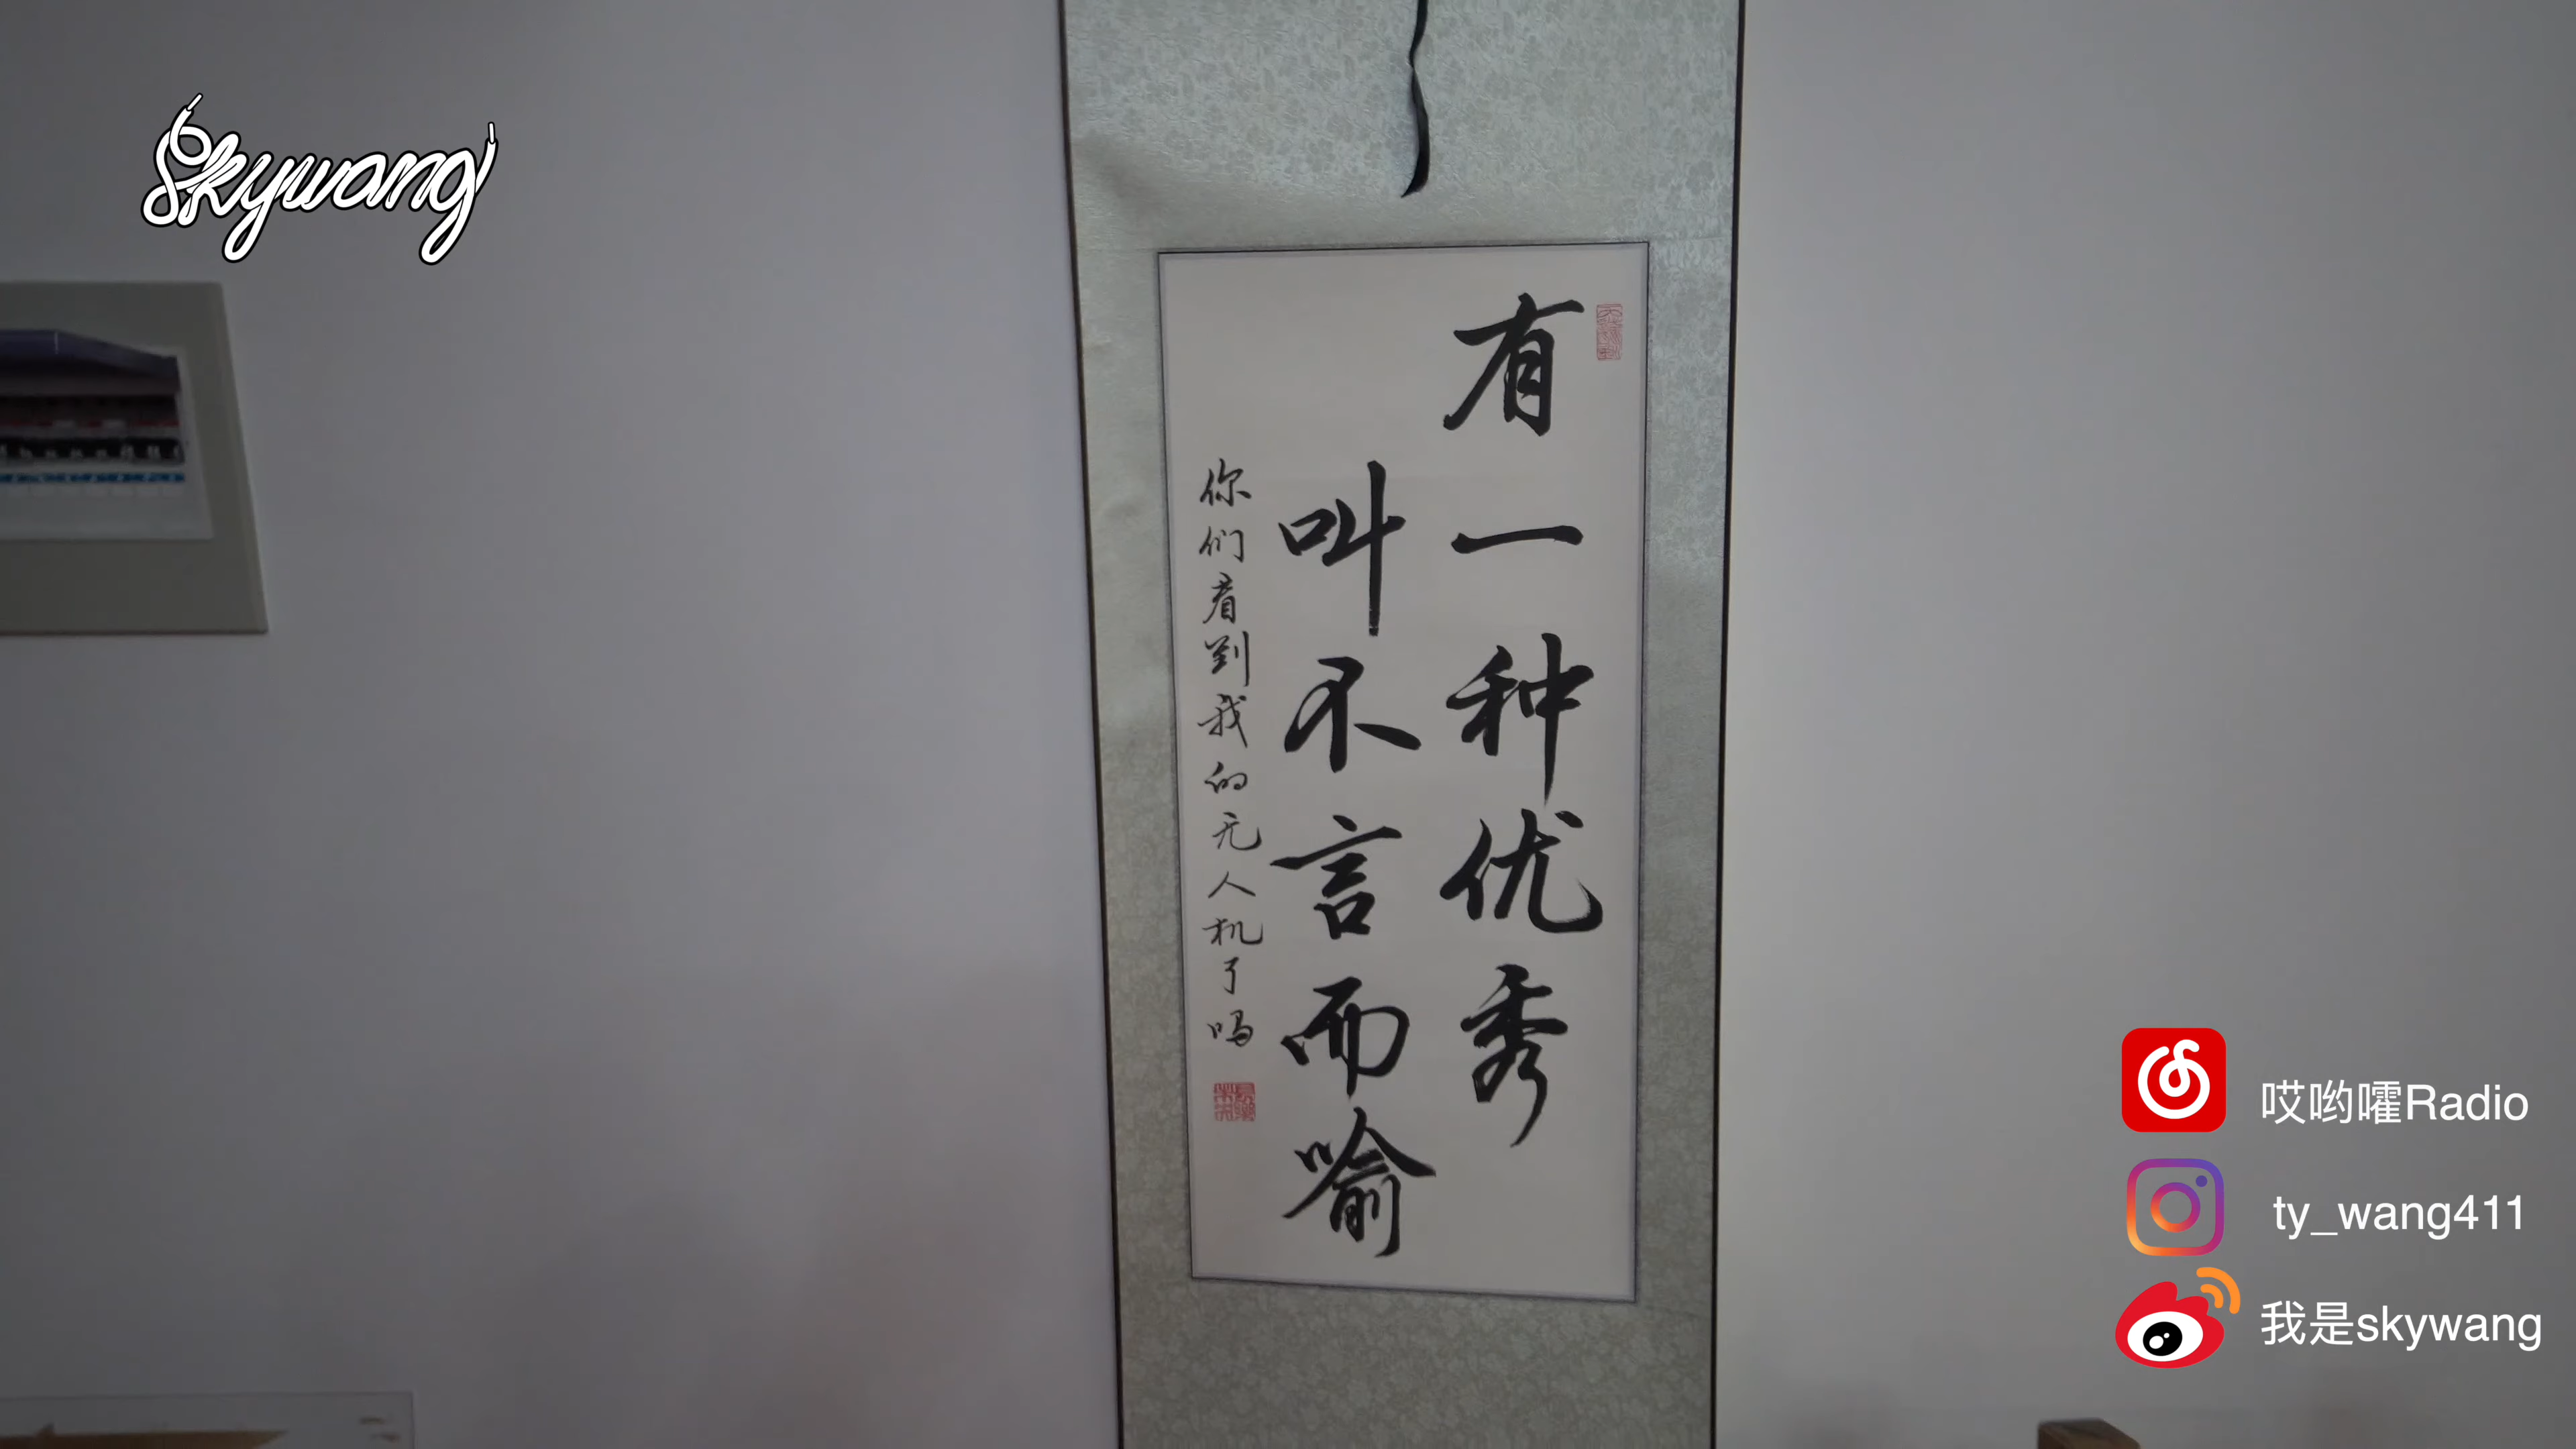 Skywang
有一种优秀
叫不言而喻
你们看到我的无人机了吗
哎哟嚯Radio
ty_wang411
我是skywang